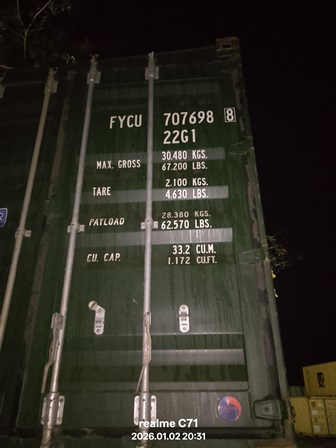 FYCU 707698 8
22G1
MAX. GROSS 30.480 KGS.
67.200 LBS.
TARE 2.100 KGS.
4.630 LBS.
PAYLOAD 28.380 KGS.
62.570 LBS.
CU. CAP. 33.2 CU.M.
1.172 CU.FT.
realme C71
2026.01.02 20:31